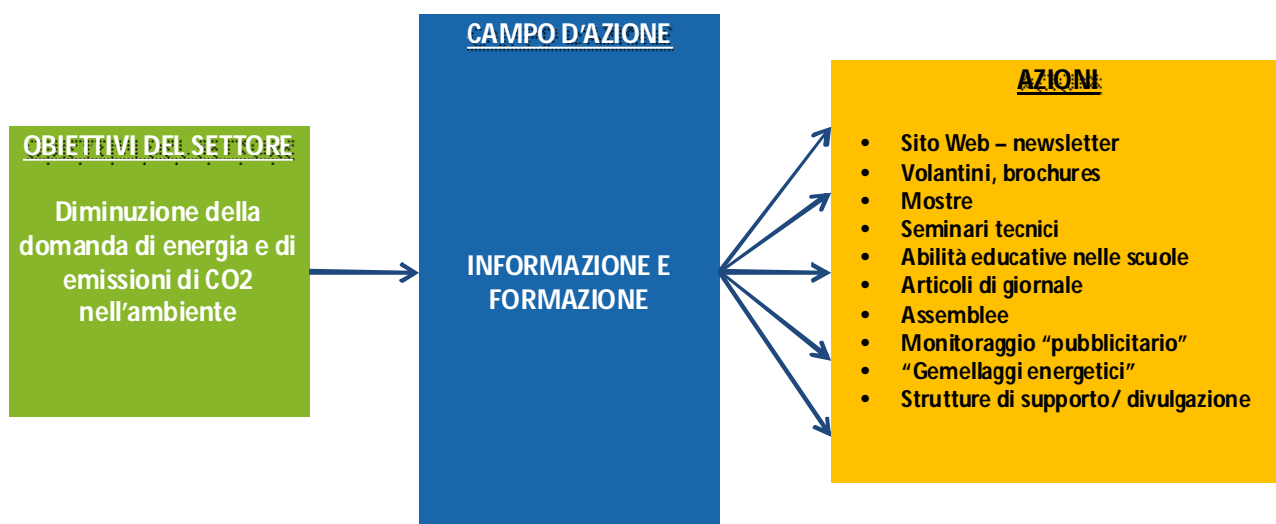 OBIETTIVI DEL SETTORE
Diminuzione della
domanda di energia e di
emissioni di CO2
nell'ambiente
CAMPO D'AZIONE
INFORMAZIONE E
FORMAZIONE
AZIONI
• Sito Web – newsletter
• Volantini, brochures
• Mostre
• Seminari tecnici
• Abilità educative nelle scuole
• Articoli di giornale
• Assemblee
• Monitoraggio “pubblicitario”
• “Gemellaggi energetici”
• Strutture di supporto/ divulgazione